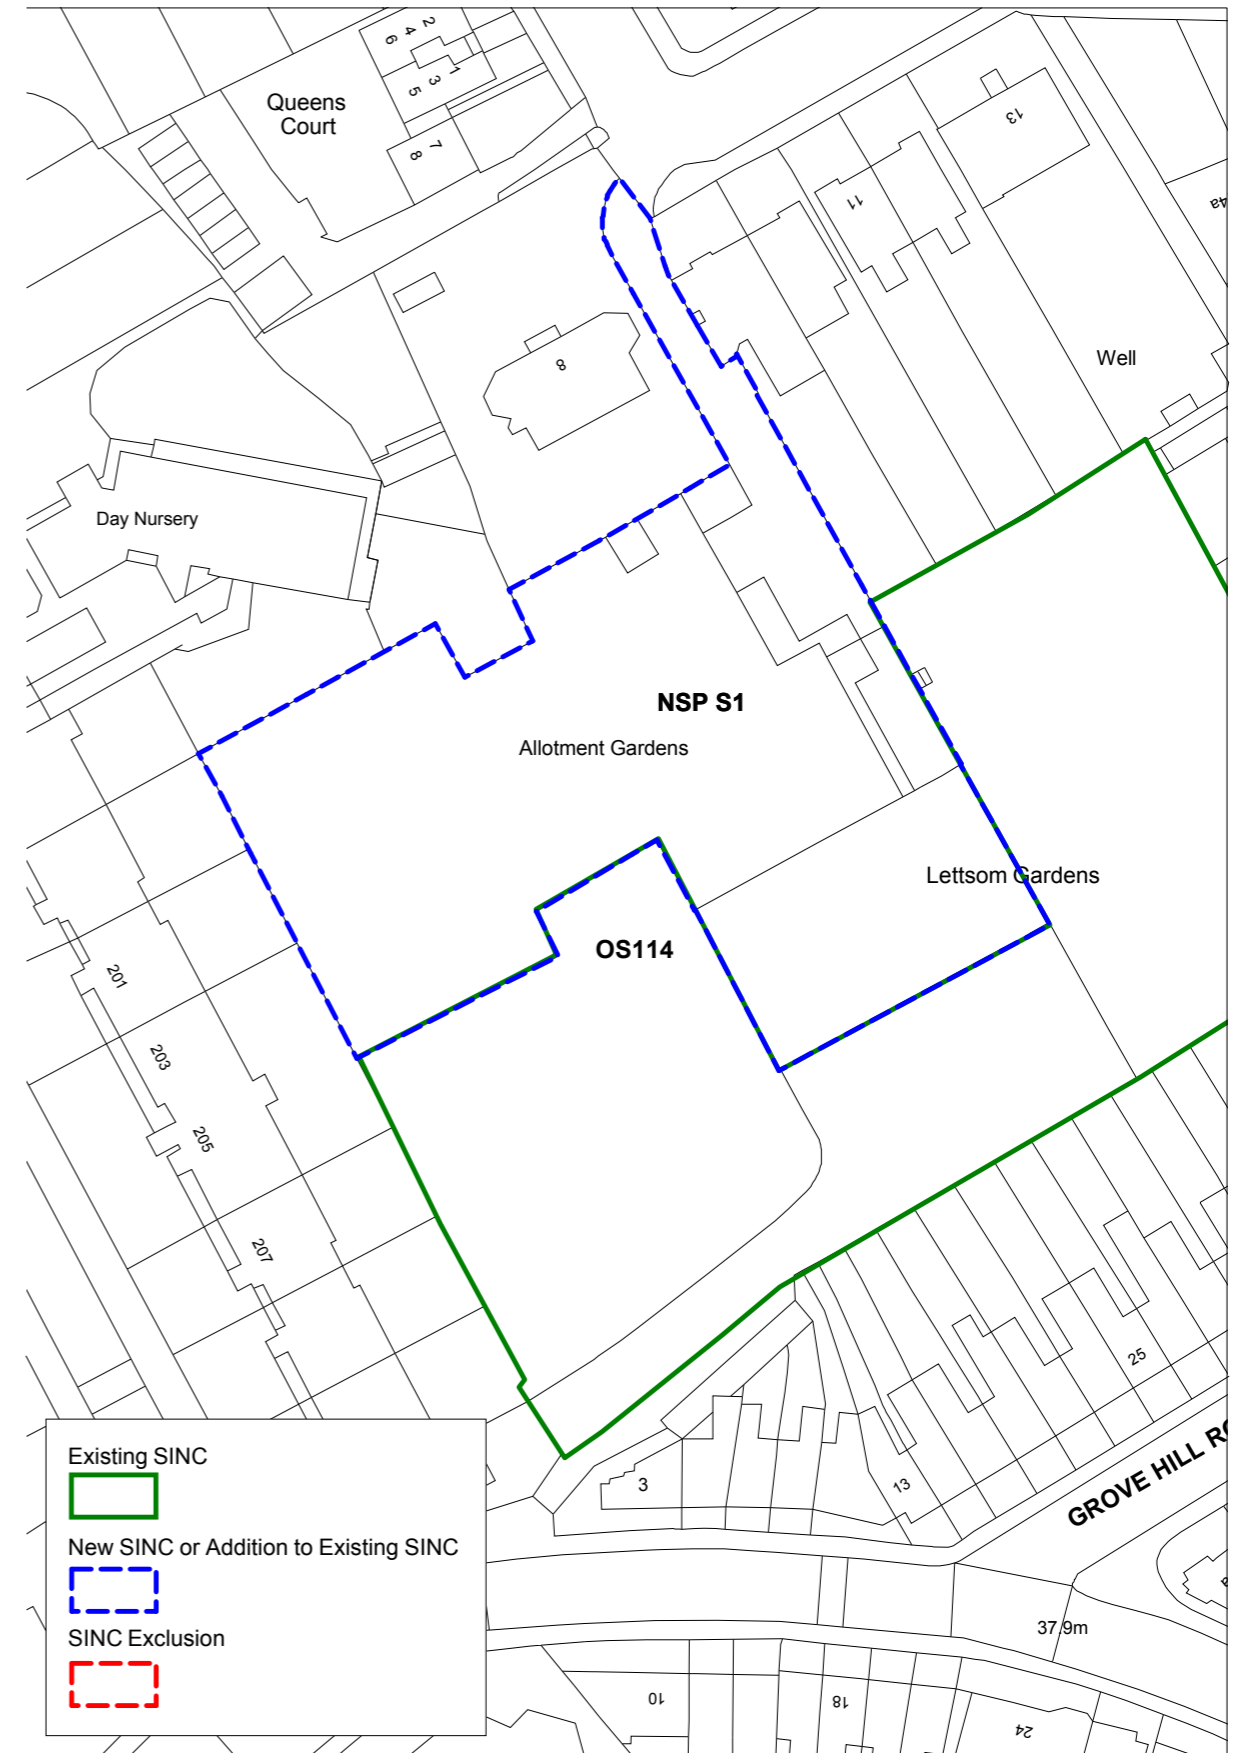 2
4
6
1
3
5
7
8
Queens
Court
13
11
4a
8
Well
Day Nursery
NSP S1
Allotment Gardens
Lettsom Gardens
OS114
201
203
205
207
25
13
3
GROVE HILL RO
37.9m
10
18
24
Existing SINC
New SINC or Addition to Existing SINC
SINC Exclusion